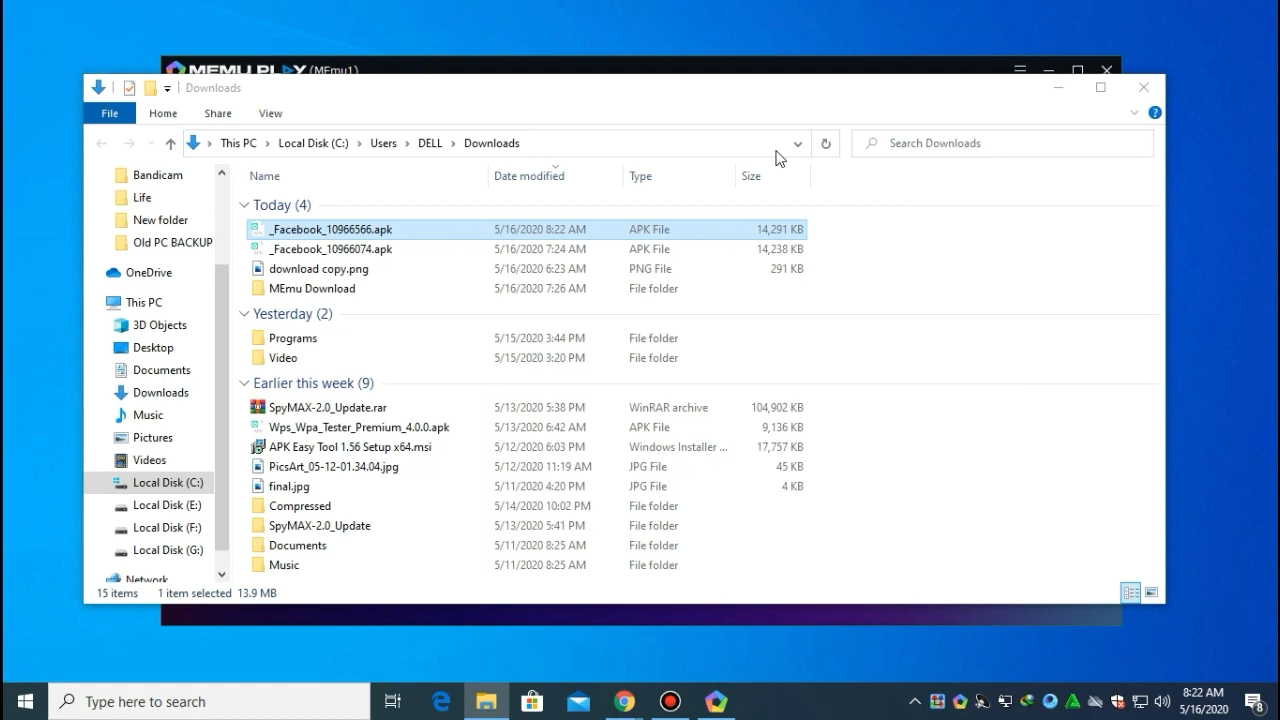 MEMU PLAY (MEmu1)
Downloads
File Home Share View
This PC Local Disk (C:) Users DELL Downloads
Search Downloads
Bandicam
Life
New folder
Old PC BACKUP
OneDrive
This PC
3D Objects
Desktop
Documents
Downloads
Music
Pictures
Videos
Local Disk (C:)
Local Disk (E:)
Local Disk (F:)
Local Disk (G:)
Network
Name Date modified Type Size
Today (4)
_Facebook_10966566.apk 5/16/2020 8:22 AM APK File 14,291 KB
_Facebook_10966074.apk 5/16/2020 7:24 AM APK File 14,238 KB
download copy.png 5/16/2020 6:23 AM PNG File 291 KB
MEmu Download 5/16/2020 7:26 AM File folder
Yesterday (2)
Programs 5/15/2020 3:44 PM File folder
Video 5/15/2020 3:20 PM File folder
Earlier this week (9)
SpyMAX-2.0_Update.rar 5/13/2020 5:38 PM WinRAR archive 104,902 KB
Wps_Wpa_Tester_Premium_4.0.0.apk 5/13/2020 6:42 AM APK File 9,136 KB
APK Easy Tool 1.56 Setup x64.msi 5/12/2020 6:03 PM Windows Installer ... 17,757 KB
PicsArt_05-12-01.34.04.jpg 5/12/2020 11:19 AM JPG File 45 KB
final.jpg 5/11/2020 4:20 PM JPG File 4 KB
Compressed 5/14/2020 10:02 PM File folder
SpyMAX-2.0_Update 5/13/2020 5:41 PM File folder
Documents 5/11/2020 8:25 AM File folder
Music 5/11/2020 8:25 AM File folder
15 items 1 item selected 13.9 MB
Type here to search
8:22 AM
5/16/2020
8